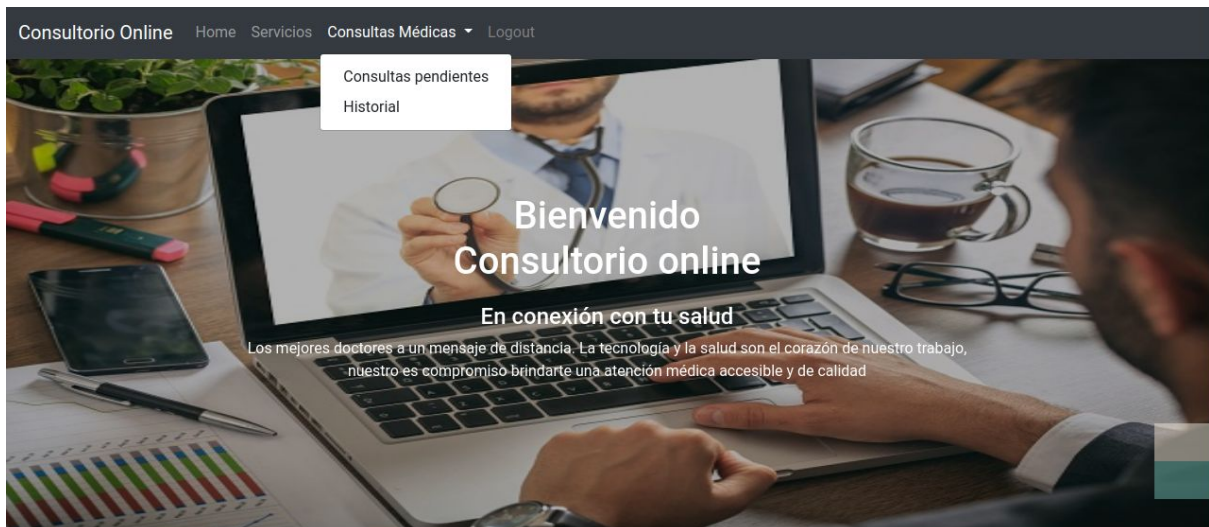 Consultorio Online Home Servicios Consultas Médicas Logout
Consultas pendientes
Historial
Bienvenido
Consultorio online
En conexión con tu salud
Los mejores doctores a un mensaje de distancia. La tecnología y la salud son el corazón de nuestro trabajo,
nuestro es compromiso brindarte una atención médica accesible y de calidad